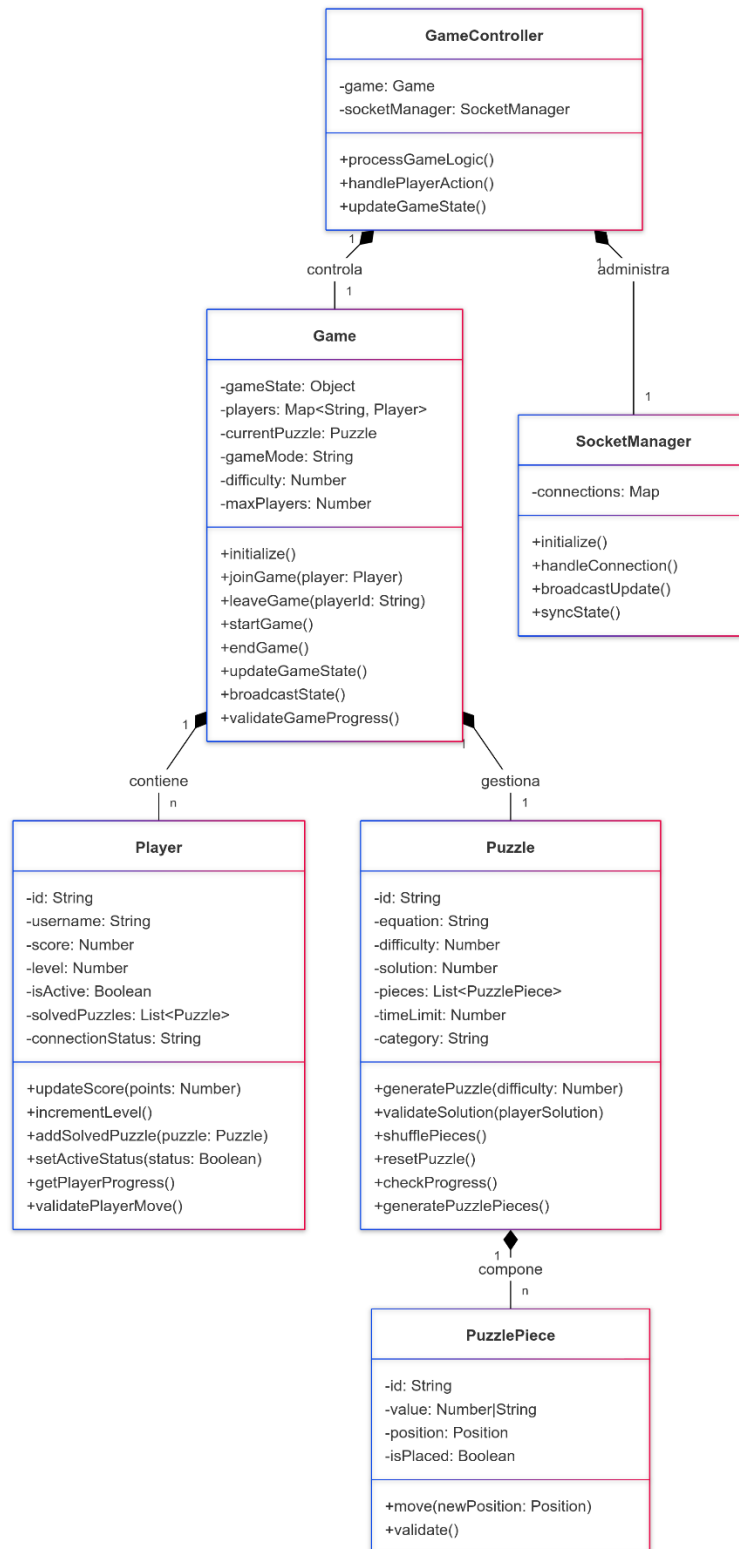 GameController
-game: Game
-socketManager: SocketManager
+processGameLogic()
+handlePlayerAction()
+updateGameState()
1
1
controla
administra
1
Game
-gameState: Object
-players: Map<String, Player>
-currentPuzzle: Puzzle
-gameMode: String
-difficulty: Number
-maxPlayers: Number
+initialize()
+joinGame(player: Player)
+leaveGame(playerId: String)
+startGame()
+endGame()
+updateGameState()
+broadcastState()
+validateGameProgress()
1
SocketManager
-connections: Map
+initialize()
+handleConnection()
+broadcastUpdate()
+syncState()
1
1
contiene
gestiona
n
1
Player
-id: String
-username: String
-score: Number
-level: Number
-isActive: Boolean
-solvedPuzzles: List<Puzzle>
-connectionStatus: String
+updateScore(points: Number)
+incrementLevel()
+addSolvedPuzzle(puzzle: Puzzle)
+setActiveStatus(status: Boolean)
+getPlayerProgress()
+validatePlayerMove()
Puzzle
-id: String
-equation: String
-difficulty: Number
-solution: Number
-pieces: List<PuzzlePiece>
-timeLimit: Number
-category: String
+generatePuzzle(difficulty: Number)
+validateSolution(playerSolution)
+shufflePieces()
+resetPuzzle()
+checkProgress()
+generatePuzzlePieces()
1
compone
n
PuzzlePiece
-id: String
-value: Number|String
-position: Position
-isPlaced: Boolean
+move(newPosition: Position)
+validate()